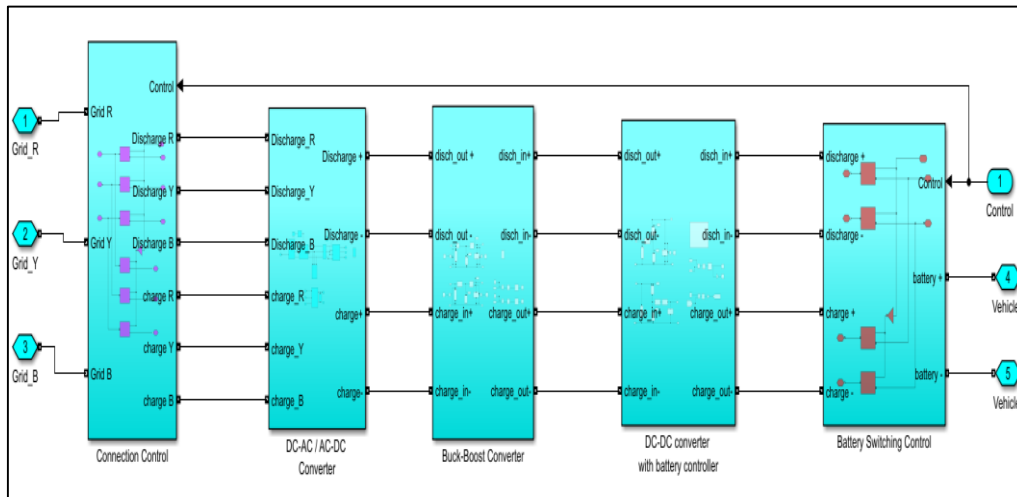 1
Grid_R
2
Grid_Y
3
Grid_B
Grid R
Grid Y
Grid B
Control
Discharge R
Discharge Y
Discharge B
charge R
charge Y
charge B
Connection Control
Discharge_R
Discharge_Y
Discharge_B
charge_R
charge_Y
charge_B
Discharge +
Discharge -
charge+
charge-
DC-AC / AC-DC
Converter
disch_out +
disch_out -
charge_in+
charge_in-
disch_in+
disch_in-
charge_out+
charge_out-
Buck-Boost Converter
disch_out+
disch_out-
charge_in+
charge_in-
disch_in+
disch_in-
charge_out+
charge_out-
DC-DC converter
with battery controller
discharge +
discharge -
charge +
charge -
Control
battery +
battery -
Battery Switching Control
1
Control
4
Vehicle
5
Vehicle